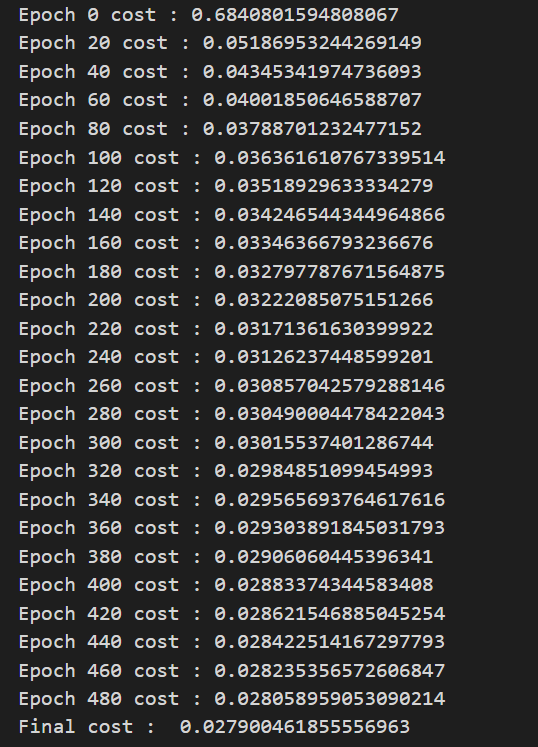 Epoch 0 cost : 0.6840801594808067
Epoch 20 cost : 0.05186953244269149
Epoch 40 cost : 0.04345341974736093
Epoch 60 cost : 0.04001850646588707
Epoch 80 cost : 0.03788701232477152
Epoch 100 cost : 0.036361610767339514
Epoch 120 cost : 0.03518929633334279
Epoch 140 cost : 0.034246544344964866
Epoch 160 cost : 0.03346366793236676
Epoch 180 cost : 0.032797787671564875
Epoch 200 cost : 0.03222085075151266
Epoch 220 cost : 0.03171361630399922
Epoch 240 cost : 0.03126237448599201
Epoch 260 cost : 0.030857042579288146
Epoch 280 cost : 0.030490004478422043
Epoch 300 cost : 0.03015537401286744
Epoch 320 cost : 0.02984851099454993
Epoch 340 cost : 0.029565693764617616
Epoch 360 cost : 0.029303891845031793
Epoch 380 cost : 0.02906060445396341
Epoch 400 cost : 0.02883374344583408
Epoch 420 cost : 0.028621546885045254
Epoch 440 cost : 0.028422514167297793
Epoch 460 cost : 0.028235356572606847
Epoch 480 cost : 0.028058959053090214
Final cost :  0.027900461855556963